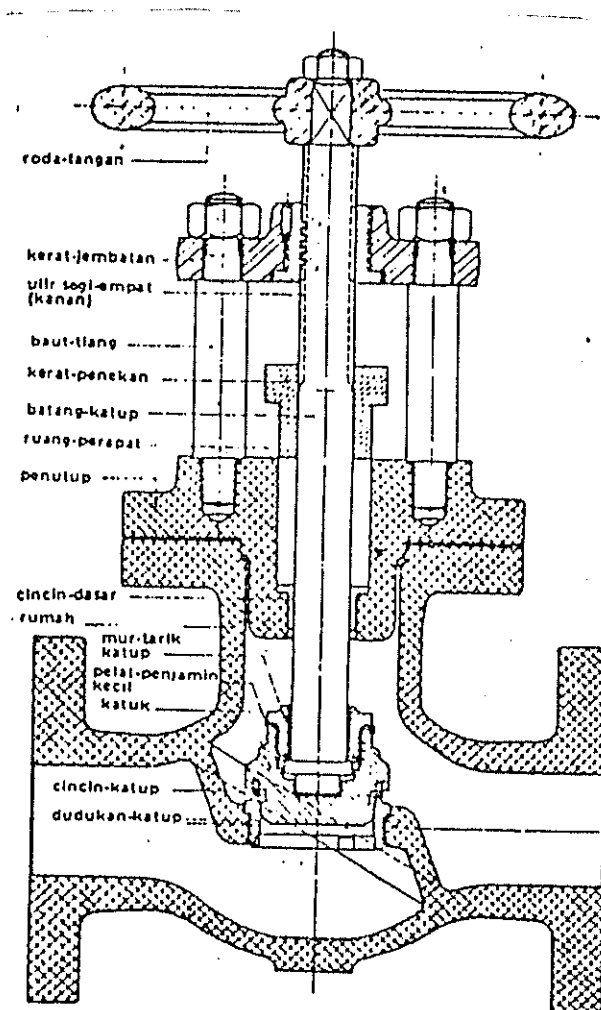 roda-tangan
kerat-jembatan
ulir segi-empat
(kanan)
baut-tiang
kerat-penekan
batang-katup
ruang-perapat
penutup
cincin-dasar
rumah
mur-tarik
katup
pelat-penjamin
kecil
katuk
cincin-katup
dudukan-katup